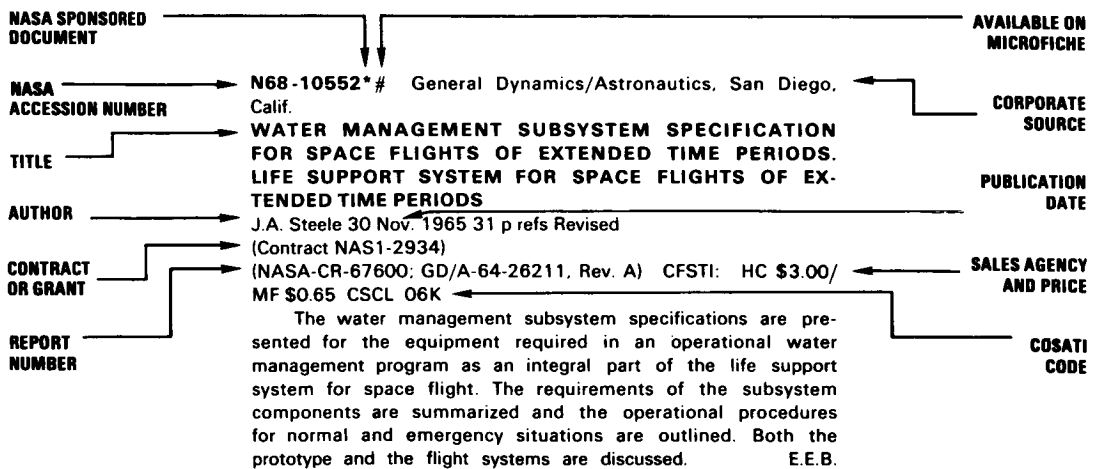 NASA SPONSORED
DOCUMENT
AVAILABLE ON
MICROFICHE
NASA
ACCESSION NUMBER
N68-10552*# General Dynamics/Astronautics, San Diego,
Calif.
CORPORATE
SOURCE
TITLE
WATER MANAGEMENT SUBSYSTEM SPECIFICATION
FOR SPACE FLIGHTS OF EXTENDED TIME PERIODS.
LIFE SUPPORT SYSTEM FOR SPACE FLIGHTS OF EX-
TENDED TIME PERIODS
PUBLICATION
DATE
AUTHOR
J.A. Steele 30 Nov. 1965 31 p refs Revised
CONTRACT
OR GRANT
(Contract NAS1-2934)
(NASA-CR-67600; GD/A-64-26211, Rev. A) CFSTI: HC $3.00/
MF $0.65 CSCL 06K
SALES AGENCY
AND PRICE
REPORT
NUMBER
COSATI
CODE
The water management subsystem specifications are pre-
sented for the equipment required in an operational water
management program as an integral part of the life support
system for space flight. The requirements of the subsystem
components are summarized and the operational procedures
for normal and emergency situations are outlined. Both the
prototype and the flight systems are discussed. E.E.B.